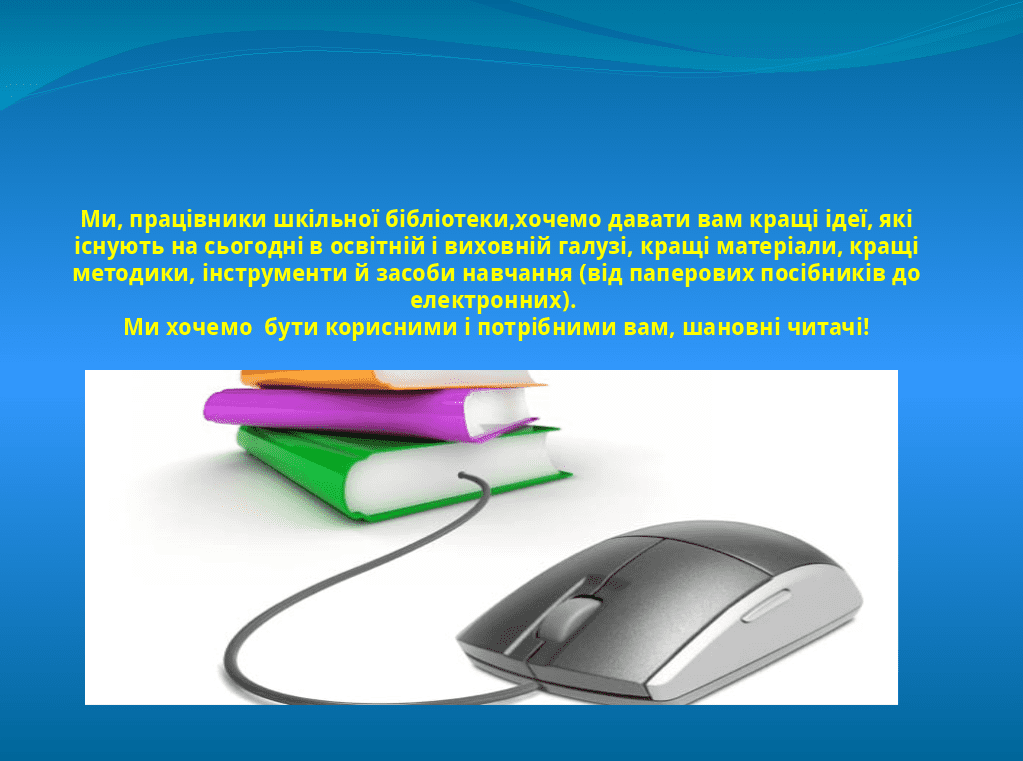 Ми, працівники шкільної бібліотеки,хочемо давати вам кращі ідеї, які
існують на сьогодні в освітній і виховній галузі, кращі матеріали, кращі
методики, інструменти й засоби навчання (від паперових посібників до
електронних).
Ми хочемо  бути корисними і потрібними вам, шановні читачі!